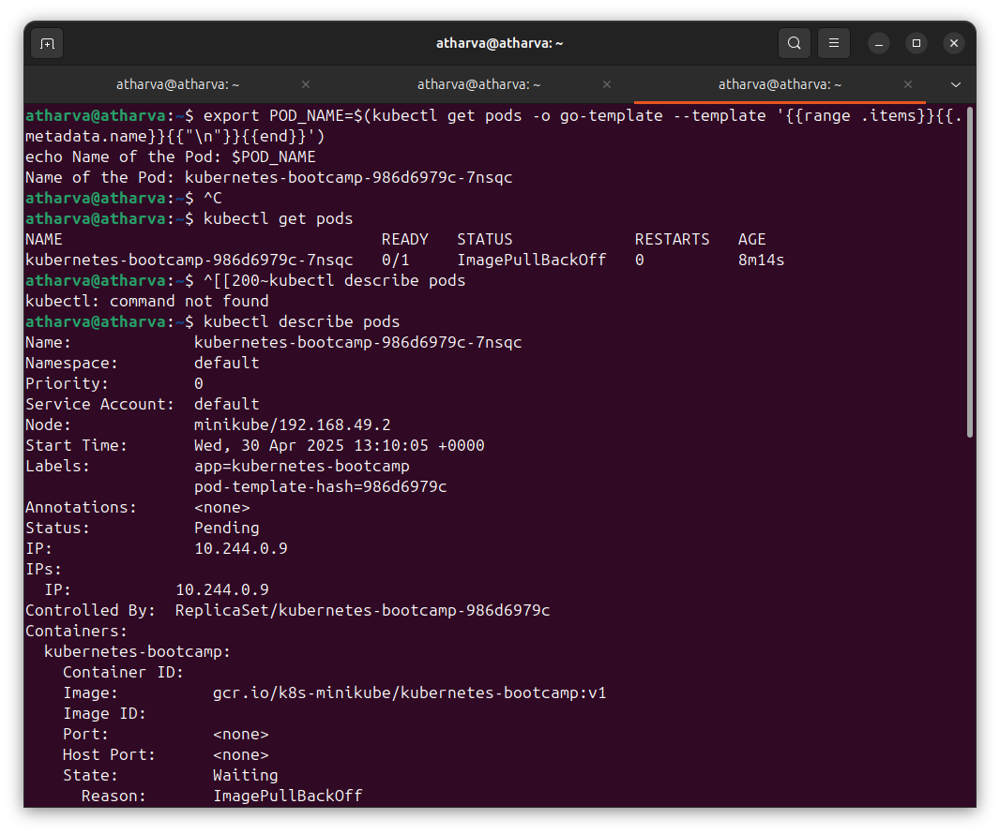 atharva@atharva: ~
atharva@atharva: ~ × atharva@atharva: ~ × atharva@atharva: ~ ×
atharva@atharva:~$ export POD_NAME=$(kubectl get pods -o go-template --template '{{range .items}}{{.
metadata.name}}{{"\n"}}{{end}}')
echo Name of the Pod: $POD_NAME
Name of the Pod: kubernetes-bootcamp-986d6979c-7nsqc
atharva@atharva:~$ ^C
atharva@atharva:~$ kubectl get pods
NAME                                  READY   STATUS             RESTARTS   AGE
kubernetes-bootcamp-986d6979c-7nsqc   0/1     ImagePullBackOff   0          8m14s
atharva@atharva:~$ ^[[200~kubectl describe pods
kubectl: command not found
atharva@atharva:~$ kubectl describe pods
Name:             kubernetes-bootcamp-986d6979c-7nsqc
Namespace:        default
Priority:         0
Service Account:  default
Node:             minikube/192.168.49.2
Start Time:       Wed, 30 Apr 2025 13:10:05 +0000
Labels:           app=kubernetes-bootcamp
                  pod-template-hash=986d6979c
Annotations:      <none>
Status:           Pending
IP:               10.244.0.9
IPs:
  IP:           10.244.0.9
Controlled By:  ReplicaSet/kubernetes-bootcamp-986d6979c
Containers:
  kubernetes-bootcamp:
    Container ID:
    Image:          gcr.io/k8s-minikube/kubernetes-bootcamp:v1
    Image ID:
    Port:           <none>
    Host Port:      <none>
    State:          Waiting
      Reason:       ImagePullBackOff